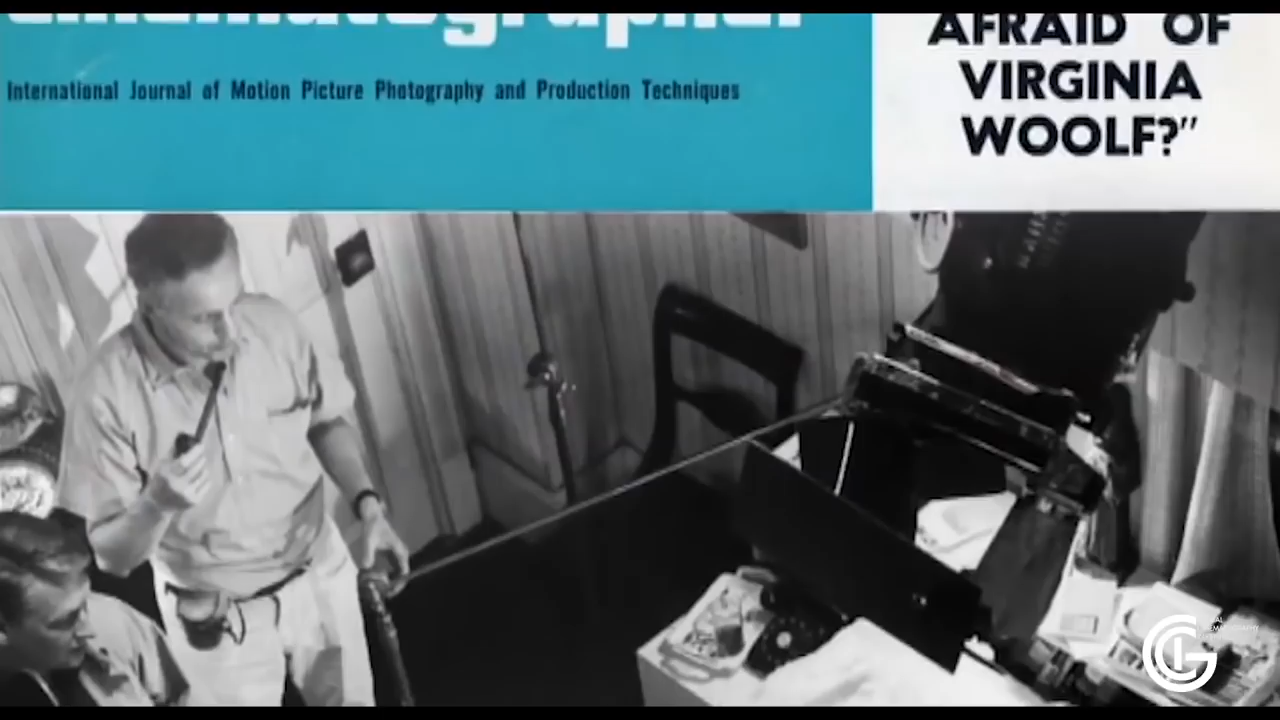 AFRAID OF
International Journal of Motion Picture Photography and Production Techniques
VIRGINIA
WOOLF?”